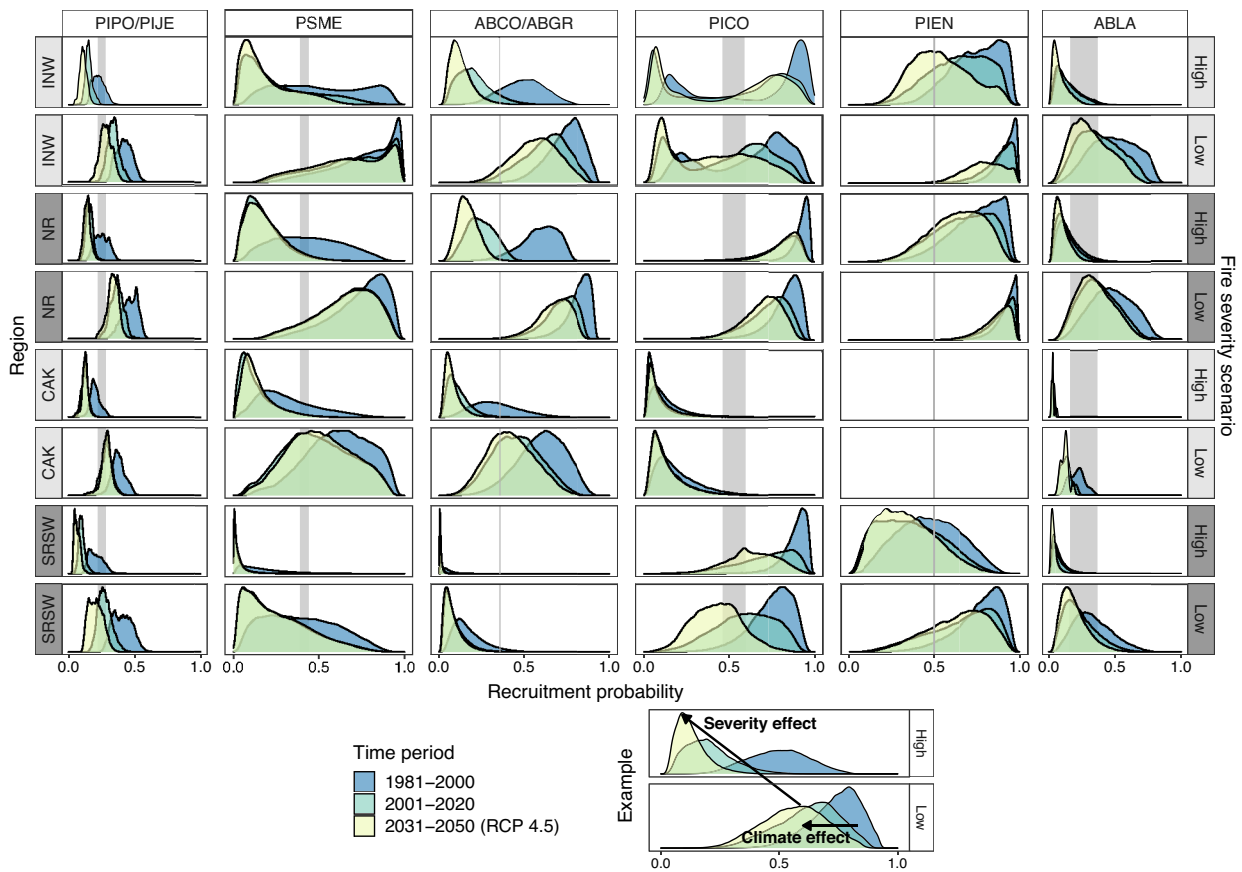 PIPO/PIJE PSME ABCO/ABGR PICO PIEN ABLA
INW High
INW Low
NR High
NR Low
CAK High
CAK Low
SRSW High
SRSW Low
Region
Fire severity scenario
0.0 0.5 1.0 0.0 0.5 1.0 0.0 0.5 1.0 0.0 0.5 1.0 0.0 0.5 1.0 0.0 0.5 1.0
Recruitment probability
Time period
1981–2000
2001–2020
2031–2050 (RCP 4.5)
Example
Severity effect
High
Climate effect
Low
0.0 0.5 1.0